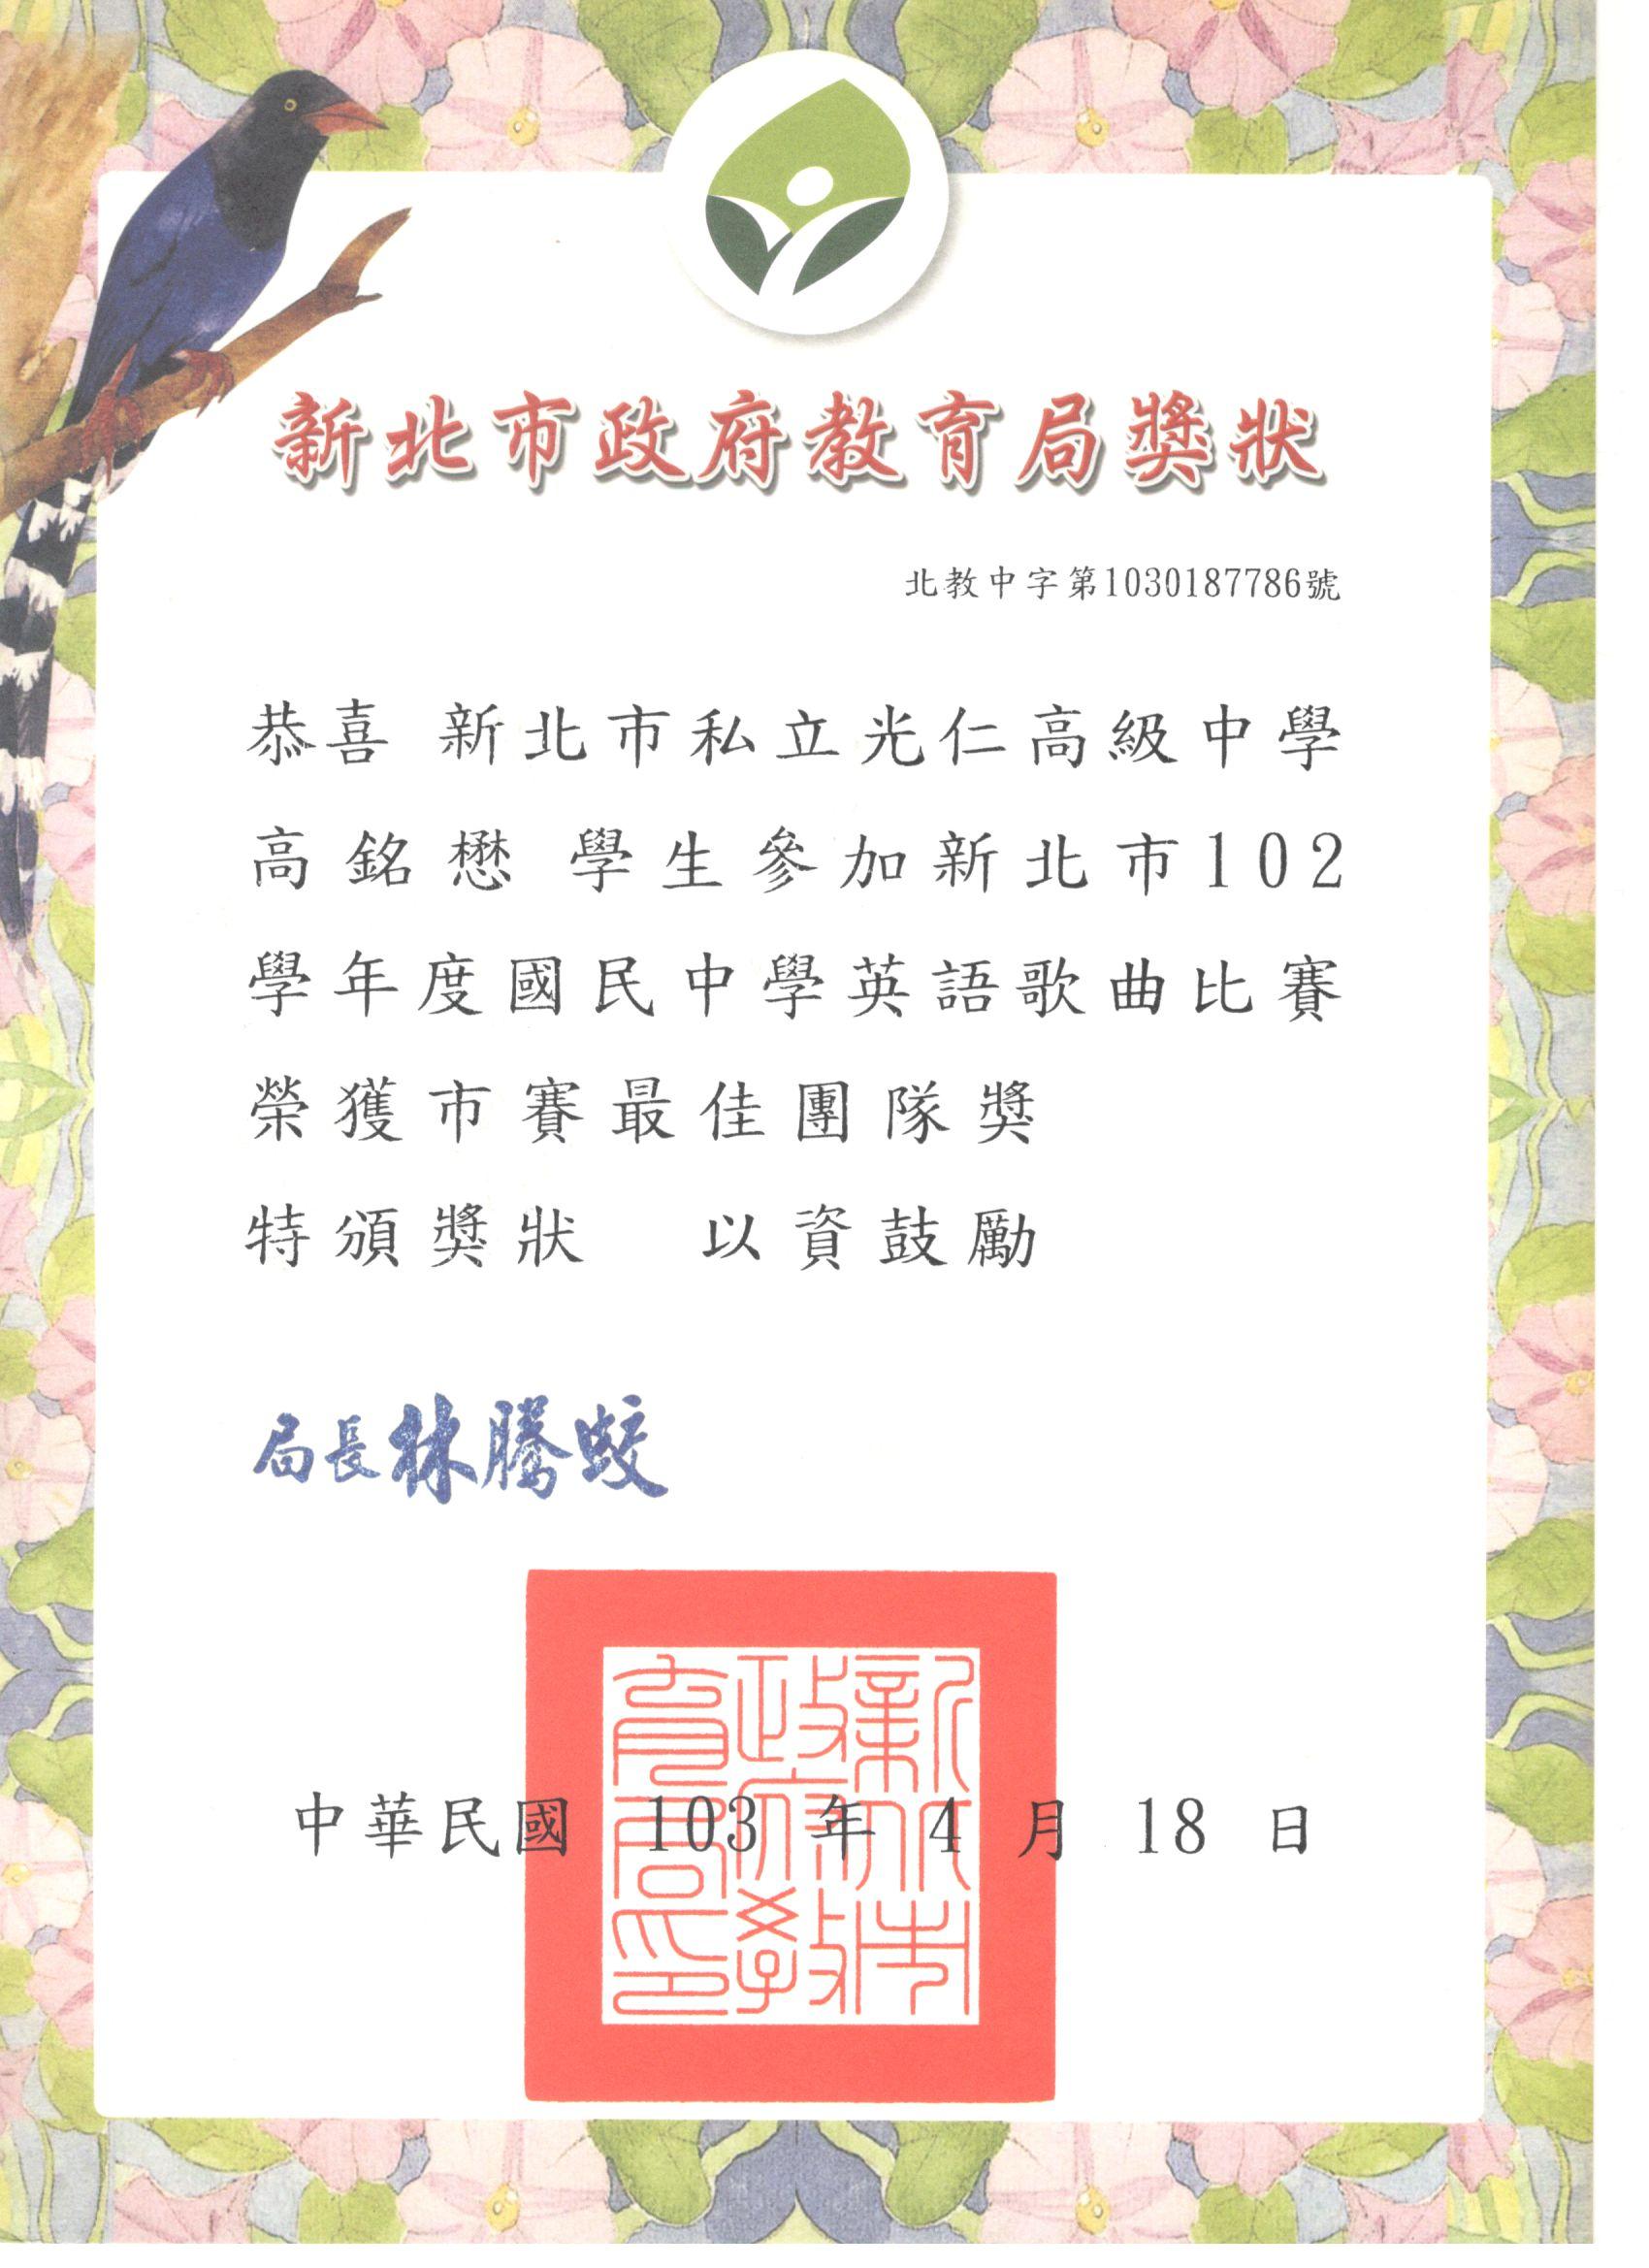 新北市政府教育局獎狀
北教中字第1030187786號
恭喜 新北市私立光仁高級中學
高銘懋 學生參加新北市102
學年度國民中學英語歌曲比賽
榮獲市賽最佳團隊獎
特頒獎狀 以資鼓勵
局長林騰蛟
中華民國 103 年 4 月 18 日
新北市政府教育局印